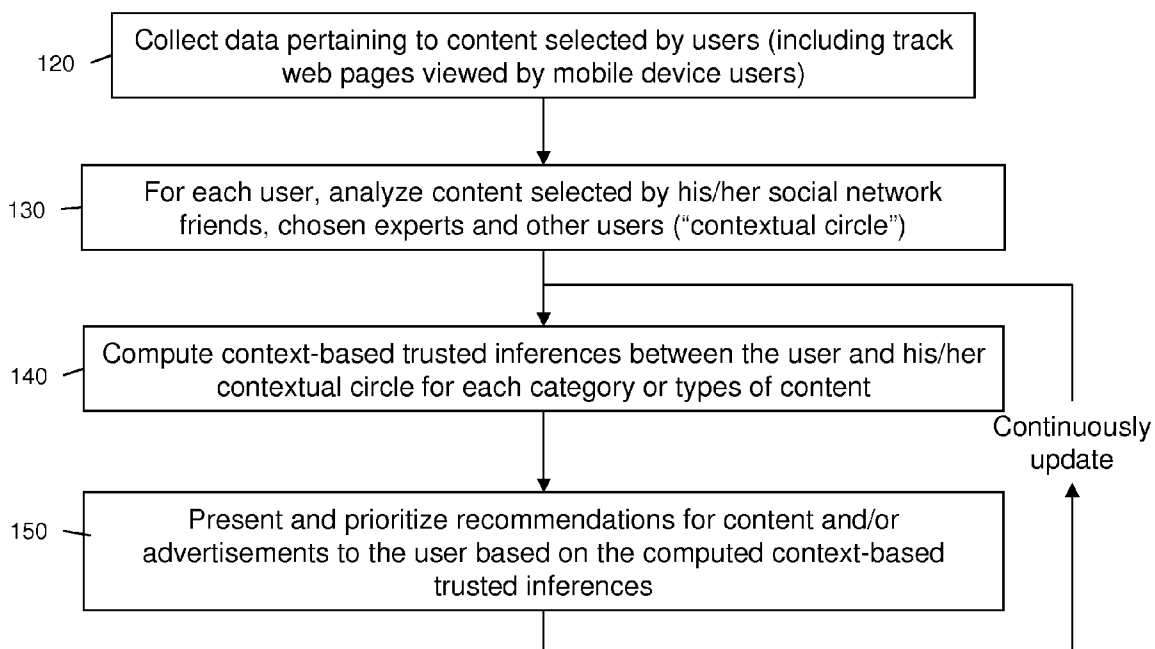 120
Collect data pertaining to content selected by users (including track
web pages viewed by mobile device users)
130
For each user, analyze content selected by his/her social network
friends, chosen experts and other users (“contextual circle”)
140
Compute context-based trusted inferences between the user and his/her
contextual circle for each category or types of content
Continuously
update
150
Present and prioritize recommendations for content and/or
advertisements to the user based on the computed context-based
trusted inferences